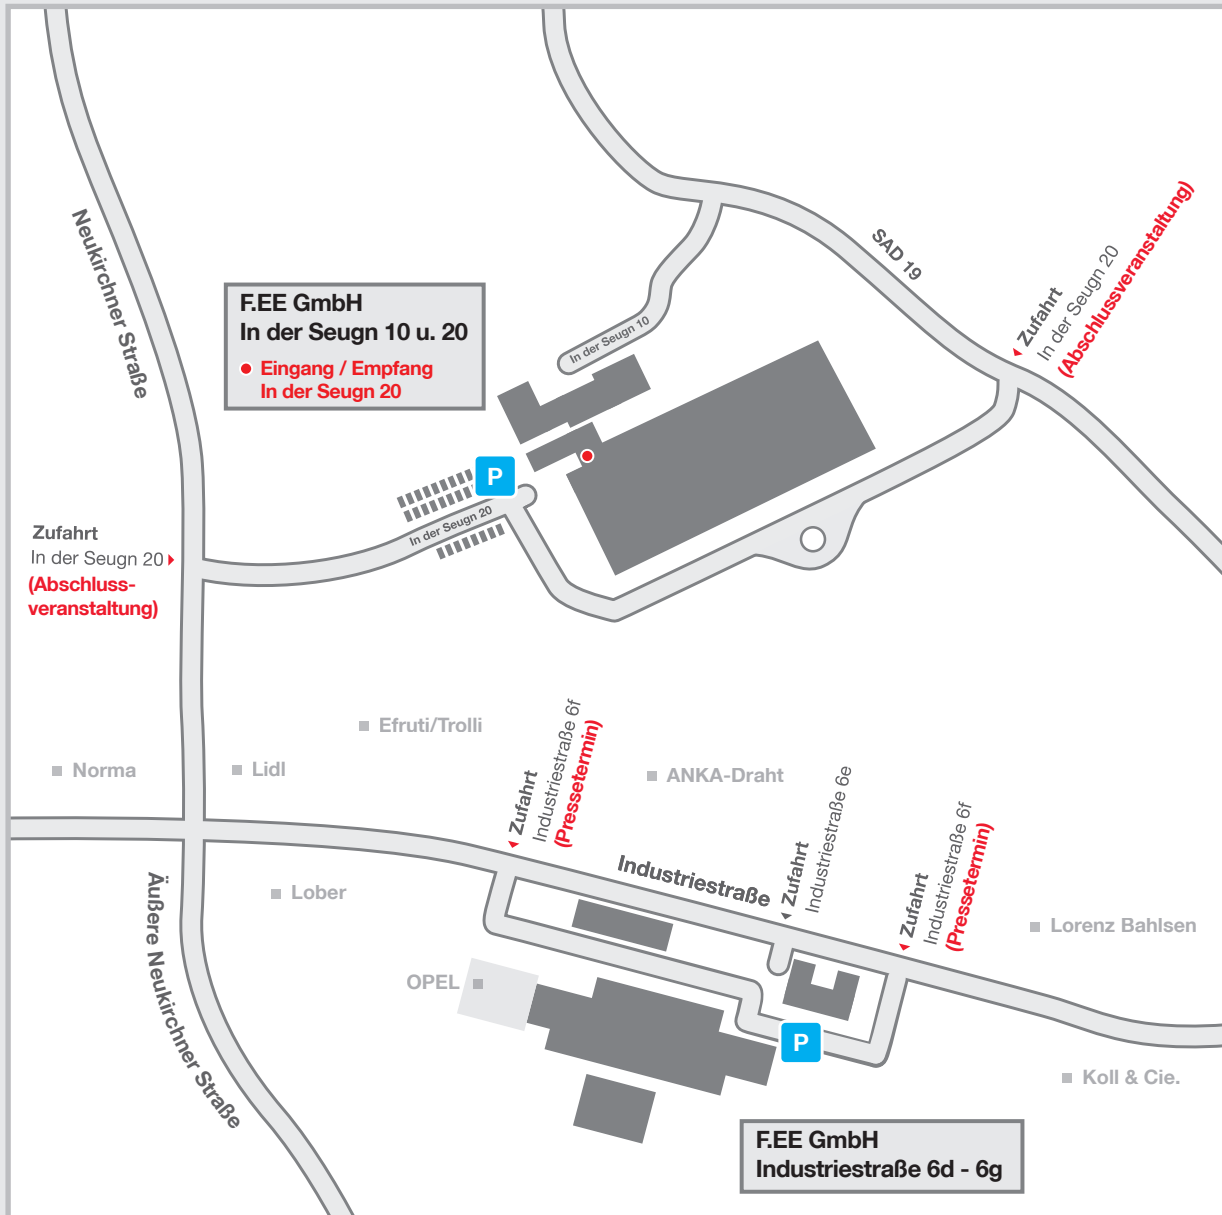 Neukirchner Straße
SAD 19
Zufahrt
In der Seugn 20
(Abschlussveranstaltung)
F.EE GmbH
In der Seugn 10 u. 20
Eingang / Empfang
In der Seugn 20
In der Seugn 10
P
In der Seugn 20
Zufahrt
In der Seugn 20
(Abschluss-
veranstaltung)
Efruti/Trolli
Norma
Lidl
Zufahrt
Industriestraße 6f
(Pressetermin)
ANKA-Draht
Zufahrt
Industriestraße 6e
Zufahrt
Industriestraße 6f
(Pressetermin)
Industriestraße
Lober
Lorenz Bahlsen
Äußere Neukirchner Straße
OPEL
P
Koll & Cie.
F.EE GmbH
Industriestraße 6d - 6g